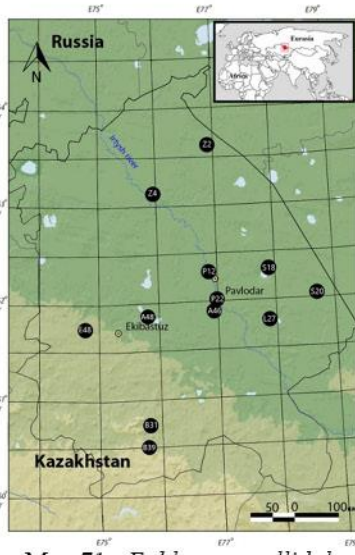 E75° E77° E79°
Russia
Eurasia
Africa
N
Irtysh river
Z2
Z4
P12
S18
Pavlodar
S20
P22
A46
A48
L27
E48
Ekibastuz
B31
B39
Kazakhstan
50 0 100
E75° E77°